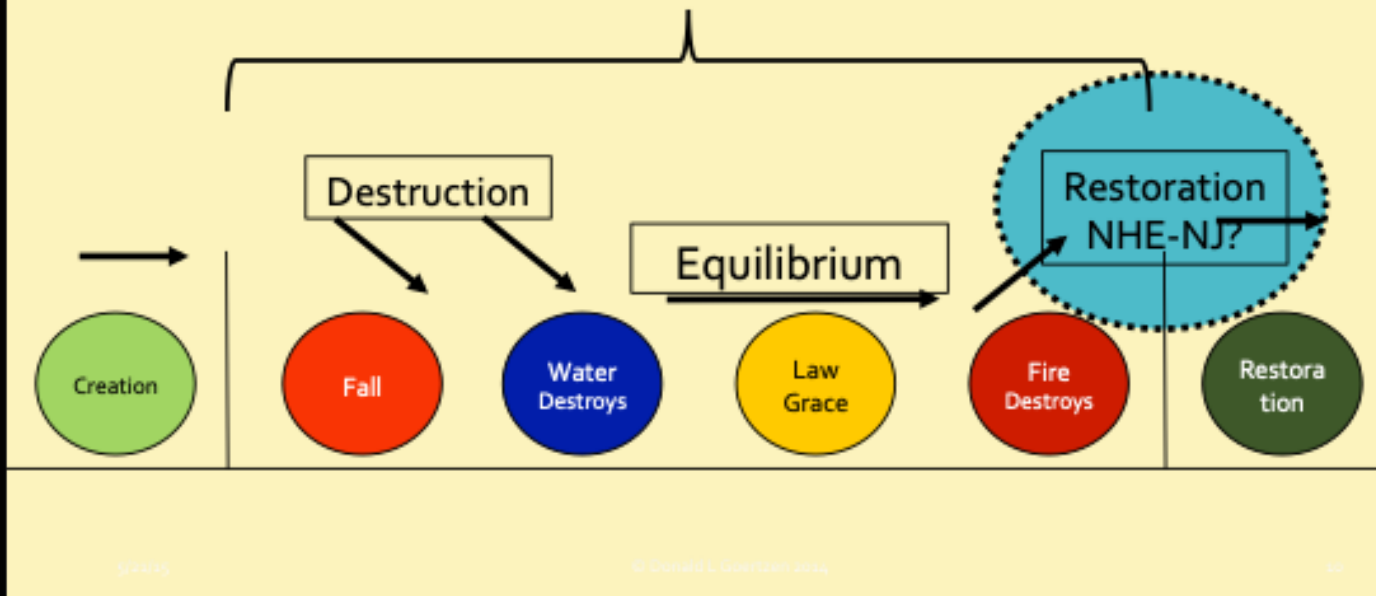 Destruction
Restoration
NHE-NJ?
Equilibrium
Creation
Fall
Water
Destroys
Law
Grace
Fire
Destroys
Restora
tion